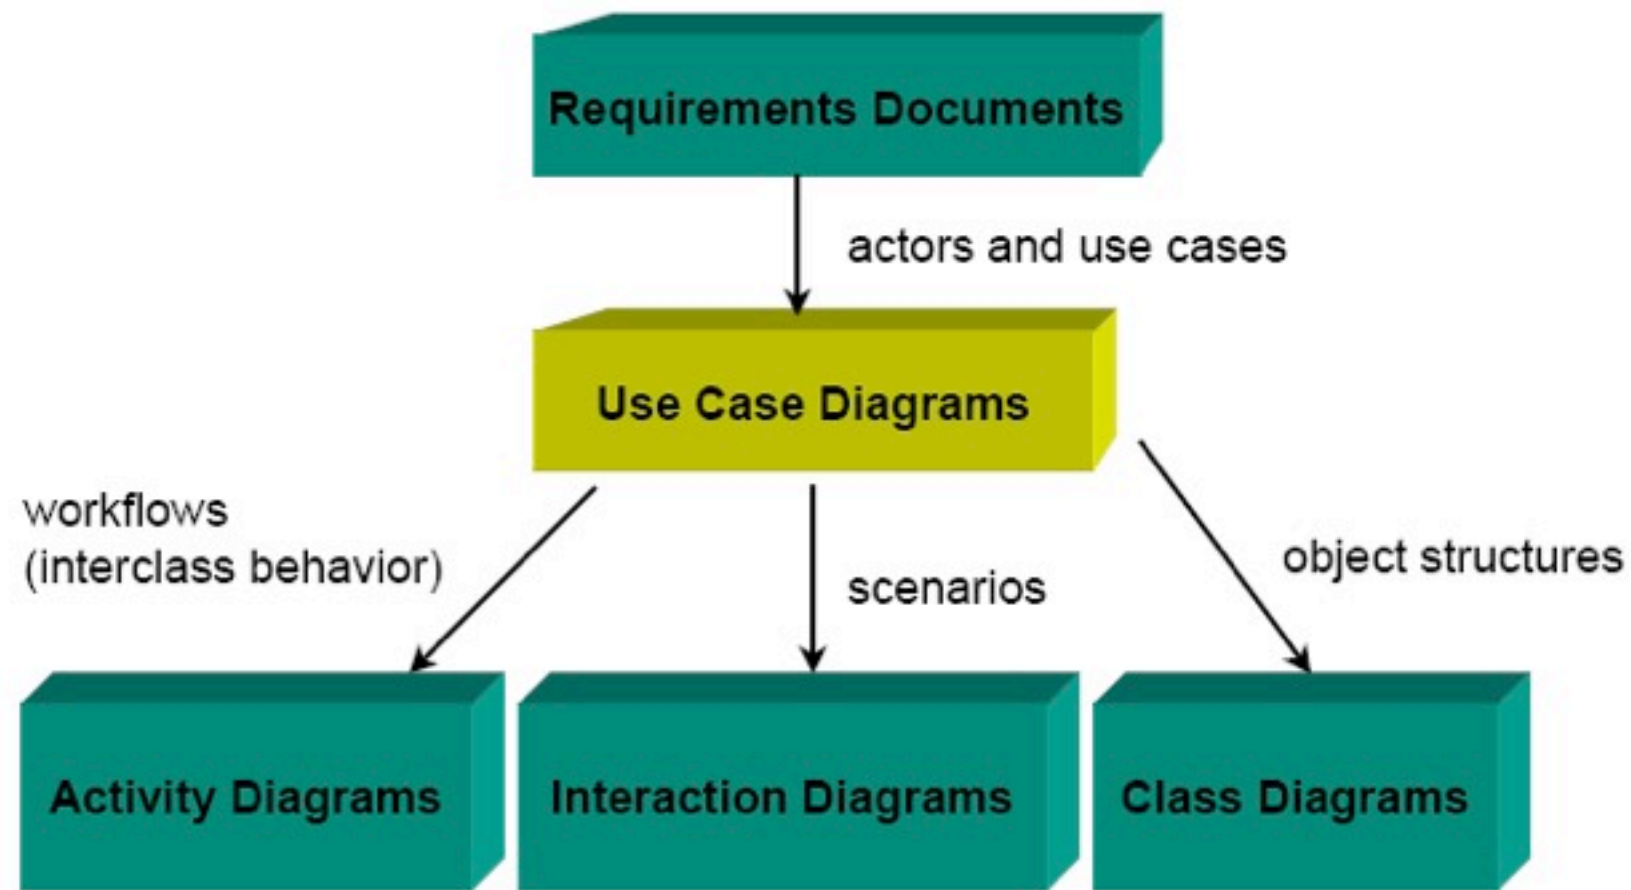 Requirements Documents
actors and use cases
Use Case Diagrams
workflows
(interclass behavior)
scenarios
object structures
Activity Diagrams
Interaction Diagrams
Class Diagrams